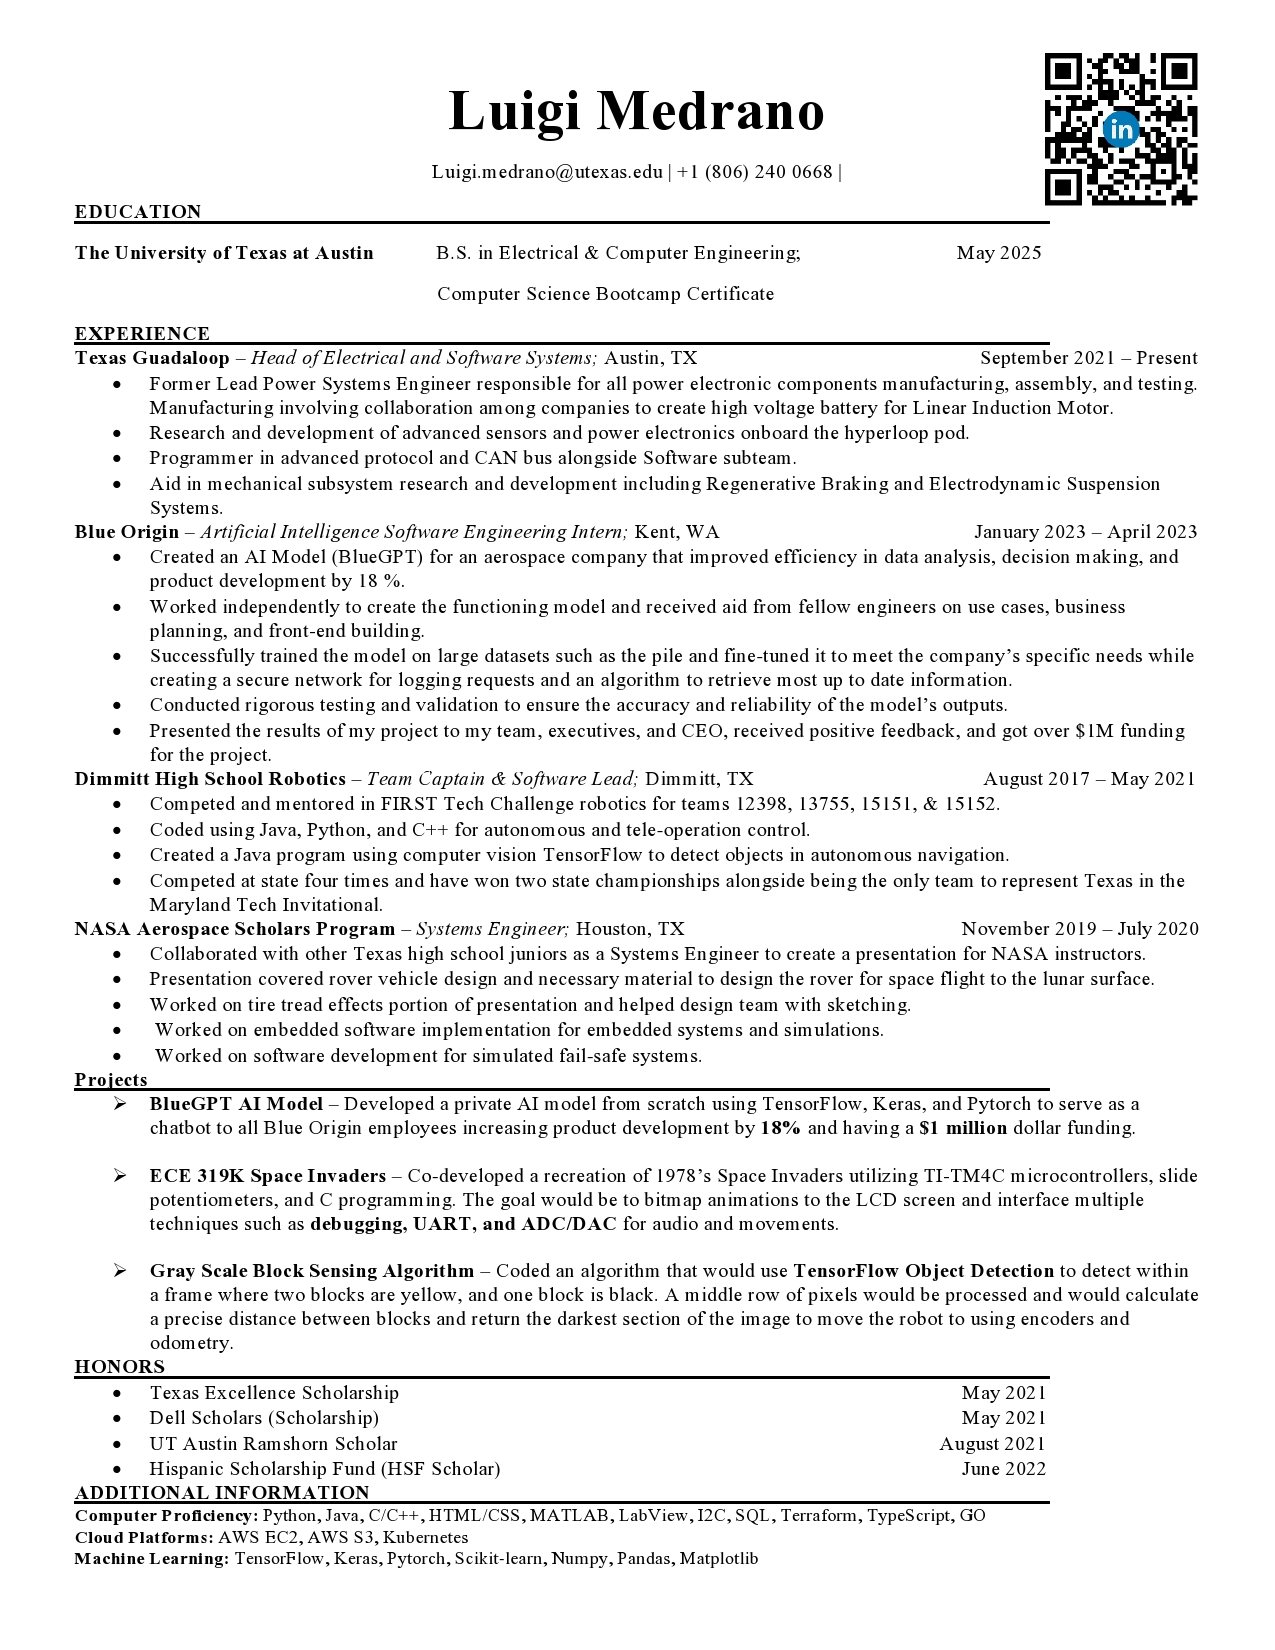 Luigi Medrano
in
Luigi.medrano@utexas.edu | +1 (806) 240 0668 |
EDUCATION
The University of Texas at Austin B.S. in Electrical & Computer Engineering; May 2025
Computer Science Bootcamp Certificate
EXPERIENCE
Texas Guadaloop – Head of Electrical and Software Systems; Austin, TX September 2021 – Present
• Former Lead Power Systems Engineer responsible for all power electronic components manufacturing, assembly, and testing.
Manufacturing involving collaboration among companies to create high voltage battery for Linear Induction Motor.
• Research and development of advanced sensors and power electronics onboard the hyperloop pod.
• Programmer in advanced protocol and CAN bus alongside Software subteam.
• Aid in mechanical subsystem research and development including Regenerative Braking and Electrodynamic Suspension
Systems.
Blue Origin – Artificial Intelligence Software Engineering Intern; Kent, WA January 2023 – April 2023
• Created an AI Model (BlueGPT) for an aerospace company that improved efficiency in data analysis, decision making, and
product development by 18 %.
• Worked independently to create the functioning model and received aid from fellow engineers on use cases, business
planning, and front-end building.
• Successfully trained the model on large datasets such as the pile and fine-tuned it to meet the company's specific needs while
creating a secure network for logging requests and an algorithm to retrieve most up to date information.
• Conducted rigorous testing and validation to ensure the accuracy and reliability of the model's outputs.
• Presented the results of my project to my team, executives, and CEO, received positive feedback, and got over $1M funding
for the project.
Dimmitt High School Robotics – Team Captain & Software Lead; Dimmitt, TX August 2017 – May 2021
• Competed and mentored in FIRST Tech Challenge robotics for teams 12398, 13755, 15151, & 15152.
• Coded using Java, Python, and C++ for autonomous and tele-operation control.
• Created a Java program using computer vision TensorFlow to detect objects in autonomous navigation.
• Competed at state four times and have won two state championships alongside being the only team to represent Texas in the
Maryland Tech Invitational.
NASA Aerospace Scholars Program – Systems Engineer; Houston, TX November 2019 – July 2020
• Collaborated with other Texas high school juniors as a Systems Engineer to create a presentation for NASA instructors.
• Presentation covered rover vehicle design and necessary material to design the rover for space flight to the lunar surface.
• Worked on tire tread effects portion of presentation and helped design team with sketching.
• Worked on embedded software implementation for embedded systems and simulations.
• Worked on software development for simulated fail-safe systems.
Projects
➢ BlueGPT AI Model – Developed a private AI model from scratch using TensorFlow, Keras, and Pytorch to serve as a
chatbot to all Blue Origin employees increasing product development by 18% and having a $1 million dollar funding.
➢ ECE 319K Space Invaders – Co-developed a recreation of 1978's Space Invaders utilizing TI-TM4C microcontrollers, slide
potentiometers, and C programming. The goal would be to bitmap animations to the LCD screen and interface multiple
techniques such as debugging, UART, and ADC/DAC for audio and movements.
➢ Gray Scale Block Sensing Algorithm – Coded an algorithm that would use TensorFlow Object Detection to detect within
a frame where two blocks are yellow, and one block is black. A middle row of pixels would be processed and would calculate
a precise distance between blocks and return the darkest section of the image to move the robot to using encoders and
odometry.
HONORS
• Texas Excellence Scholarship May 2021
• Dell Scholars (Scholarship) May 2021
• UT Austin Ramshorn Scholar August 2021
• Hispanic Scholarship Fund (HSF Scholar) June 2022
ADDITIONAL INFORMATION
Computer Proficiency: Python, Java, C/C++, HTML/CSS, MATLAB, LabView, I2C, SQL, Terraform, TypeScript, GO
Cloud Platforms: AWS EC2, AWS S3, Kubernetes
Machine Learning: TensorFlow, Keras, Pytorch, Scikit-learn, Numpy, Pandas, Matplotlib